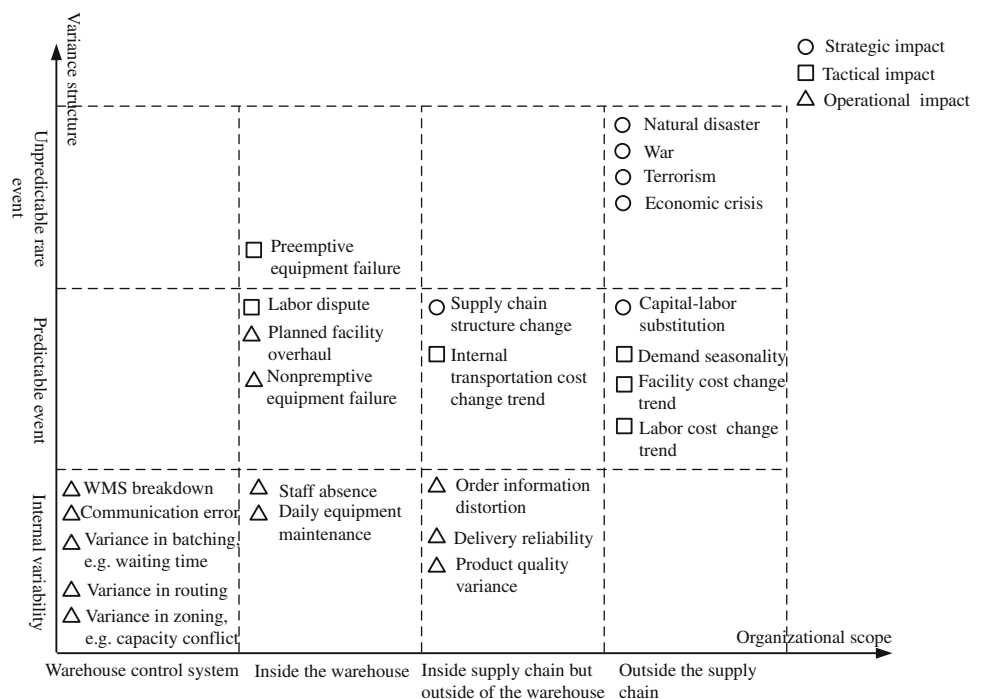 Variance structure
Strategic impact
Tactical impact
Operational impact
Unpredictable rare
event
Natural disaster
War
Terrorism
Economic crisis
Preemptive
equipment failure
Predictable event
Labor dispute
Planned facility
overhaul
Nonpremptive
equipment failure
Supply chain
structure change
Internal
transportation cost
change trend
Capital-labor
substitution
Demand seasonality
Facility cost change
trend
Labor cost change
trend
Internal variability
WMS breakdown
Communication error
Variance in batching,
e.g. waiting time
Variance in routing
Variance in zoning,
e.g. capacity conflict
Staff absence
Daily equipment
maintenance
Order information
distortion
Delivery reliability
Product quality
variance
Organizational scope
Warehouse control system
Inside the warehouse
Inside supply chain but
outside of the warehouse
Outside the supply
chain